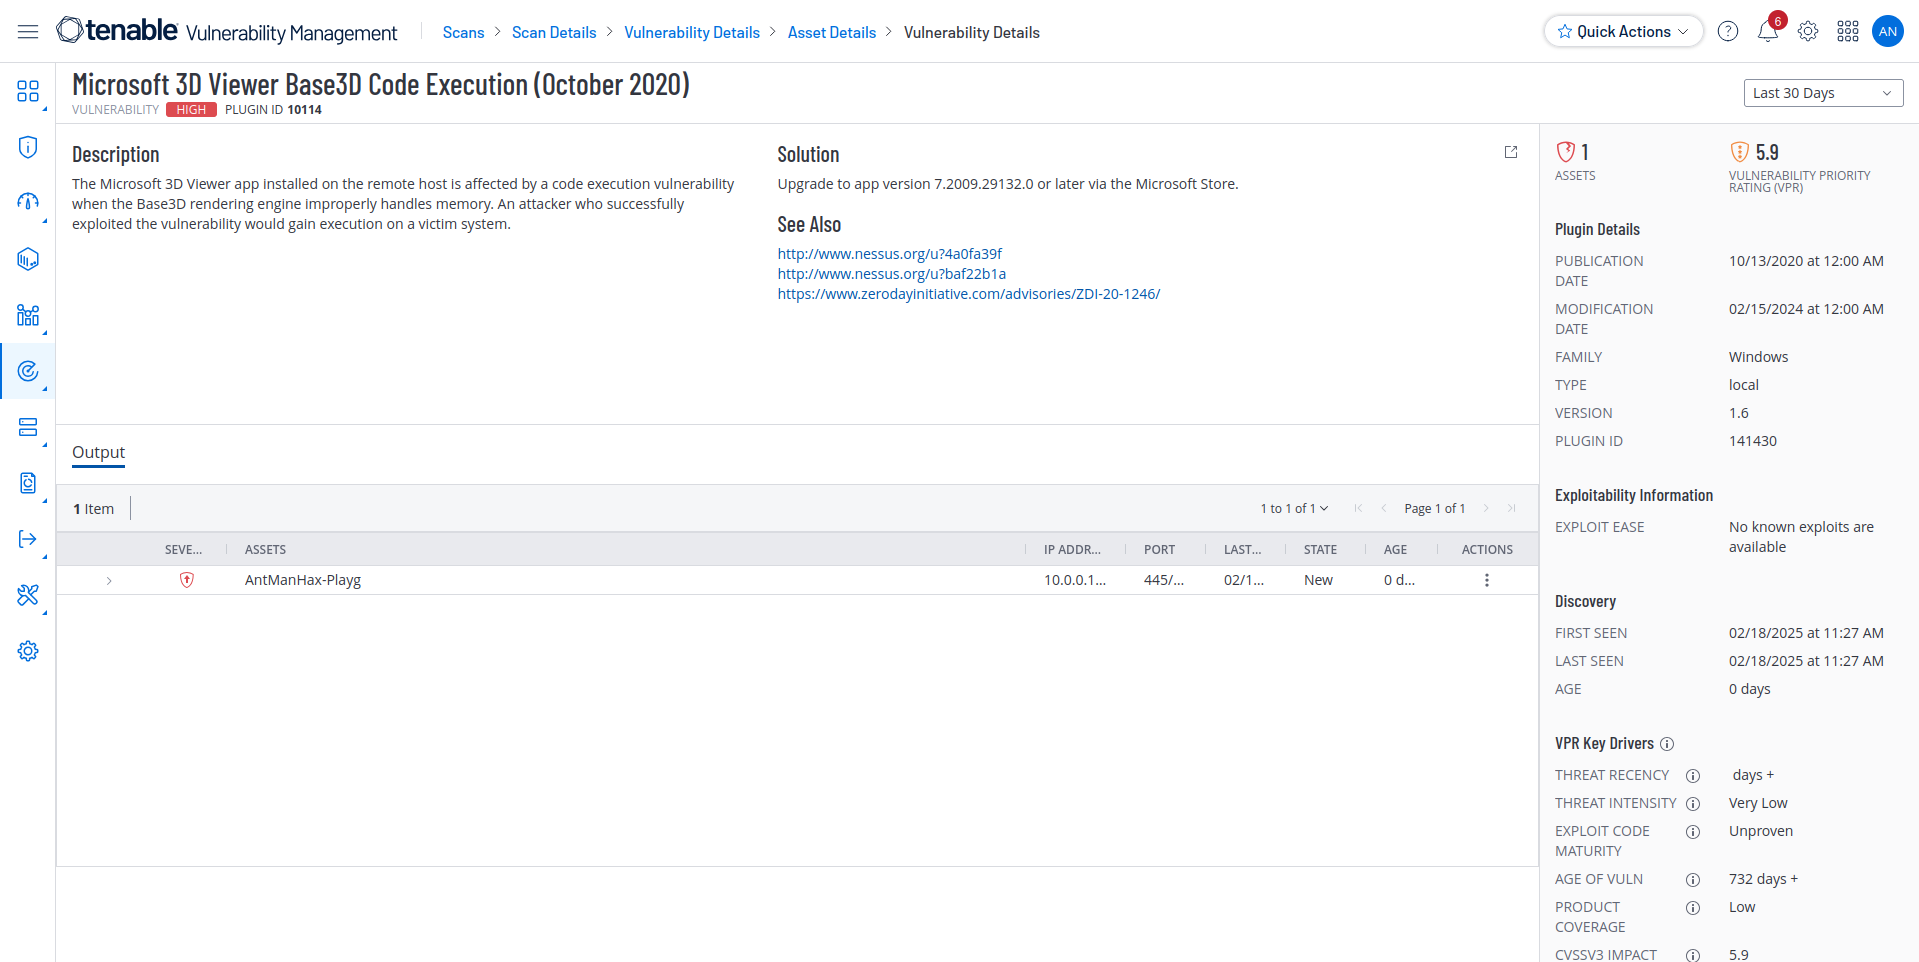 tenable Vulnerability Management
Scans > Scan Details > Vulnerability Details > Asset Details > Vulnerability Details
Quick Actions
?
6
AN
Microsoft 3D Viewer Base3D Code Execution (October 2020)
VULNERABILITY HIGH PLUGIN ID 10114
Last 30 Days
Description
The Microsoft 3D Viewer app installed on the remote host is affected by a code execution vulnerability
when the Base3D rendering engine improperly handles memory. An attacker who successfully
exploited the vulnerability would gain execution on a victim system.
Solution
Upgrade to app version 7.2009.29132.0 or later via the Microsoft Store.
See Also
http://www.nessus.org/u?4a0fa39f
http://www.nessus.org/u?baf22b1a
https://www.zerodayinitiative.com/advisories/ZDI-20-1246/
Output
1 Item
1 to 1 of 1
Page 1 of 1
SEVE... ASSETS IP ADDR... PORT LAST... STATE AGE ACTIONS
AntManHax-Playg 10.0.0.1... 445/... 02/1... New 0 d...
1
ASSETS
5.9
VULNERABILITY PRIORITY
RATING (VPR)
Plugin Details
PUBLICATION
DATE
10/13/2020 at 12:00 AM
MODIFICATION
DATE
02/15/2024 at 12:00 AM
FAMILY Windows
TYPE local
VERSION 1.6
PLUGIN ID 141430
Exploitability Information
EXPLOIT EASE
No known exploits are
available
Discovery
FIRST SEEN 02/18/2025 at 11:27 AM
LAST SEEN 02/18/2025 at 11:27 AM
AGE 0 days
VPR Key Drivers
THREAT RECENCY days +
THREAT INTENSITY Very Low
EXPLOIT CODE
MATURITY
Unproven
AGE OF VULN 732 days +
PRODUCT
COVERAGE
Low
CVSSV3 IMPACT 5.9